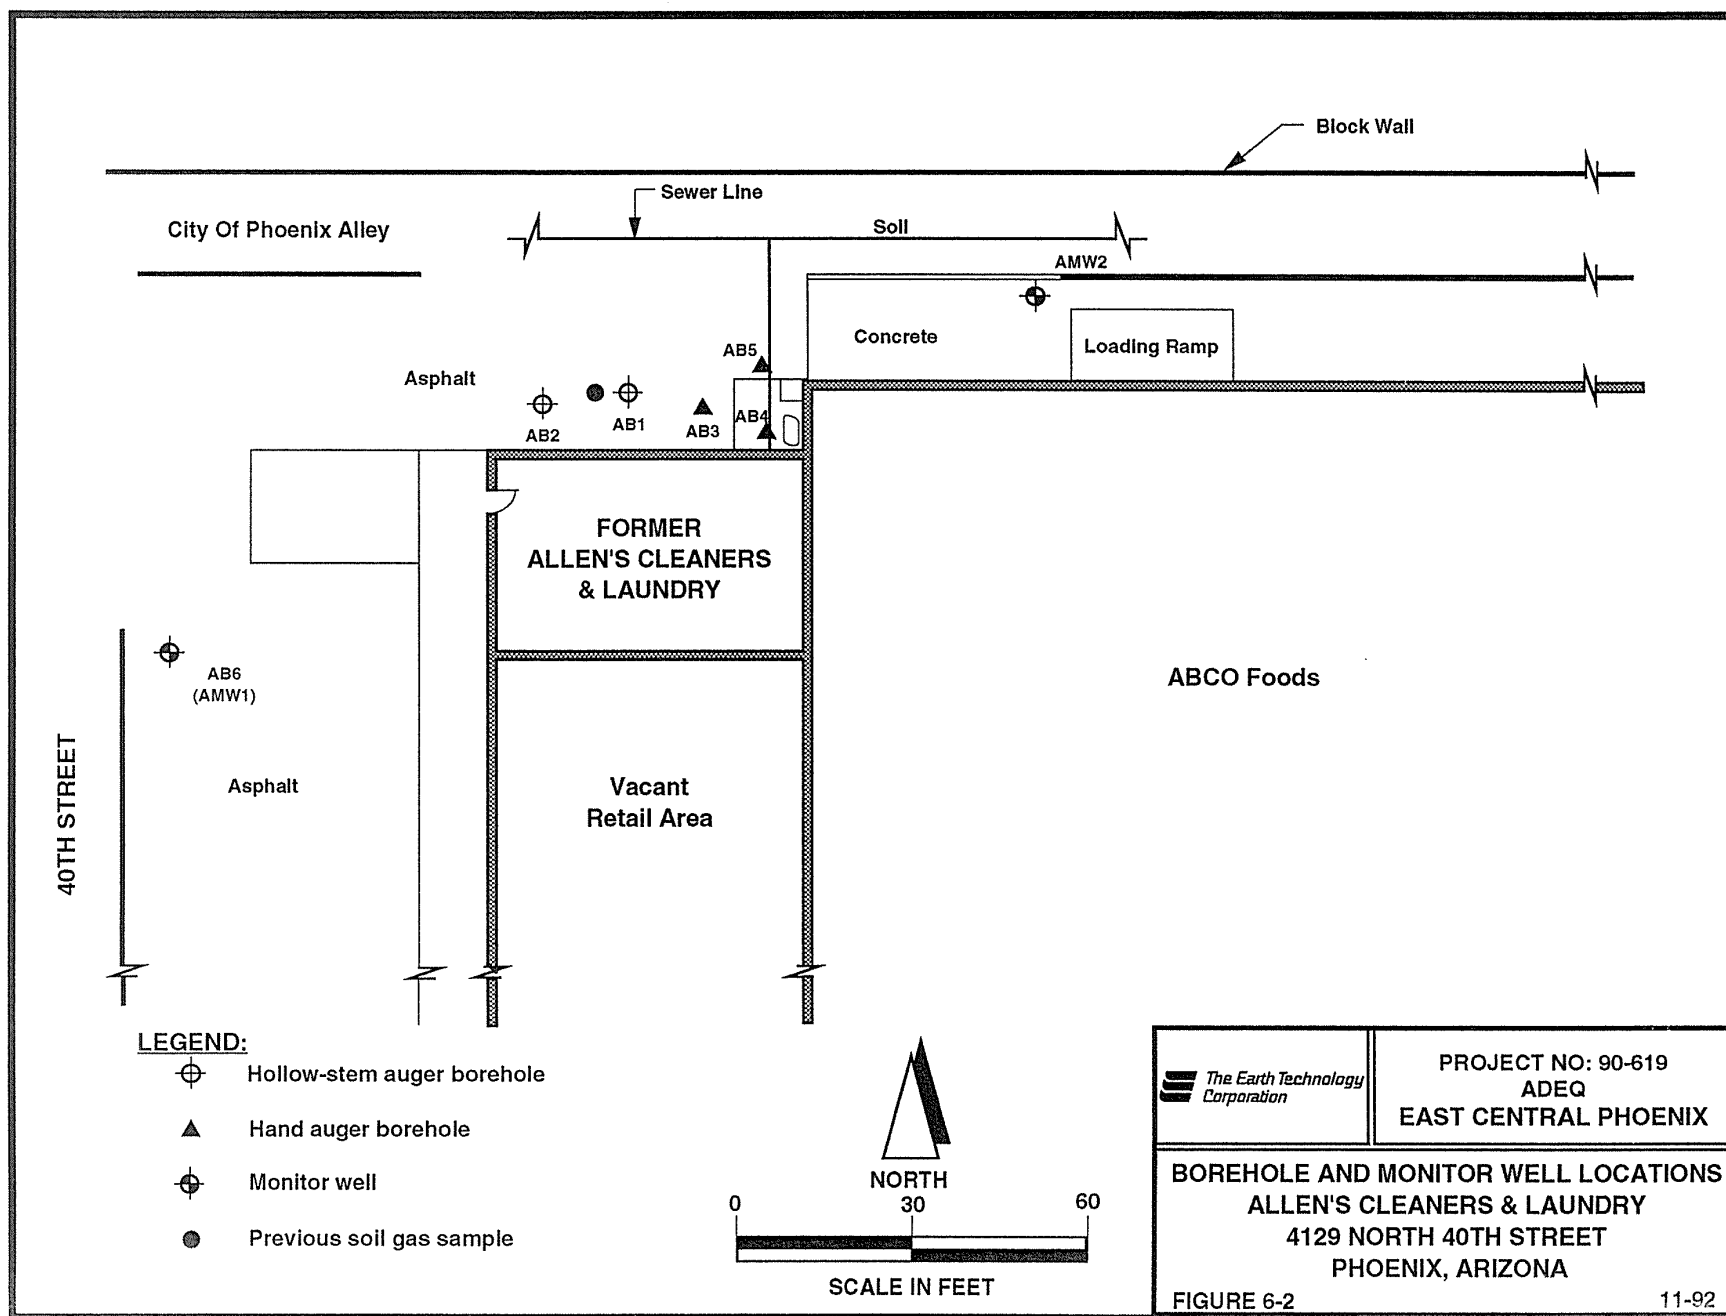 Block Wall
Sewer Line
City Of Phoenix Alley
Soil
AMW2
Concrete
Loading Ramp
AB5
Asphalt
AB4
AB2
AB1
AB3
FORMER
ALLEN'S CLEANERS
& LAUNDRY
AB6
(AMW1)
ABCO Foods
40TH STREET
Asphalt
Vacant
Retail Area
LEGEND:
Hollow-stem auger borehole
Hand auger borehole
Monitor well
Previous soil gas sample
NORTH
0 30 60
SCALE IN FEET
The Earth Technology
Corporation
PROJECT NO: 90-619
ADEQ
EAST CENTRAL PHOENIX
BOREHOLE AND MONITOR WELL LOCATIONS
ALLEN'S CLEANERS & LAUNDRY
4129 NORTH 40TH STREET
PHOENIX, ARIZONA
FIGURE 6-2 11-92